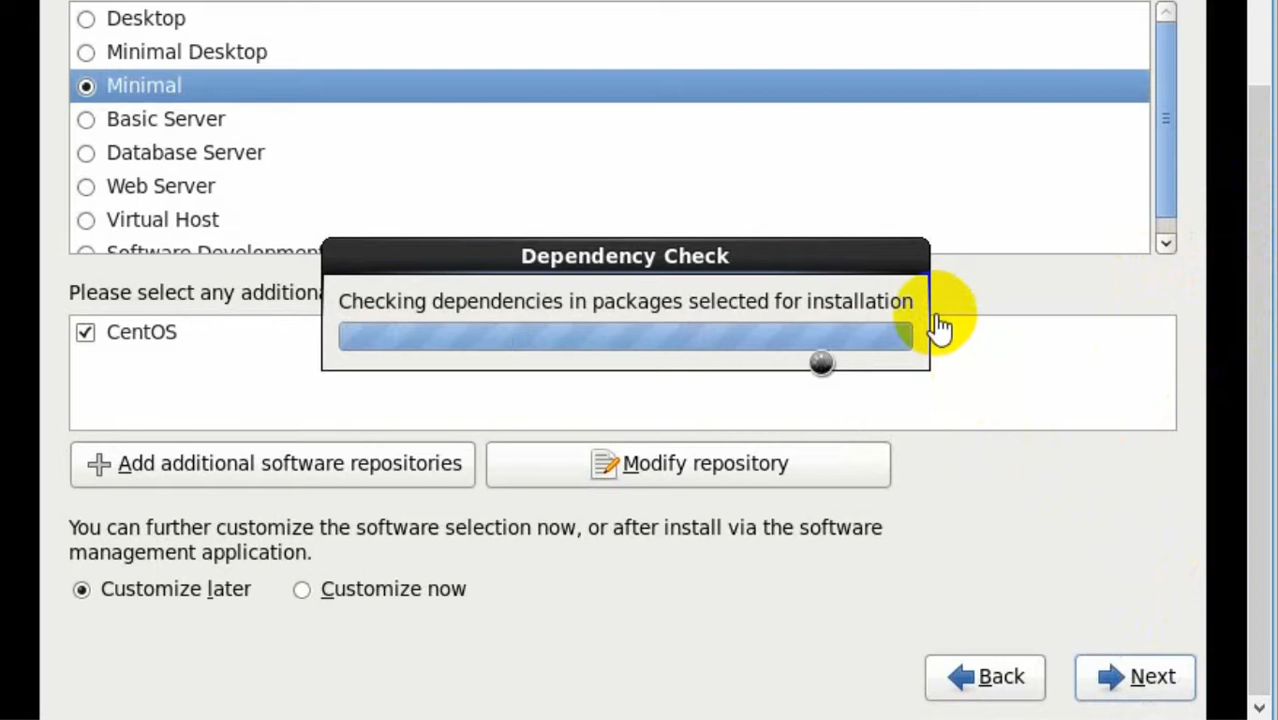 Desktop
Minimal Desktop
Minimal
Basic Server
Database Server
Web Server
Virtual Host
Software Development
Dependency Check
Please select any additiona
Checking dependencies in packages selected for installation
CentOS
Add additional software repositories
Modify repository
You can further customize the software selection now, or after install via the software
management application.
Customize later
Customize now
Back
Next